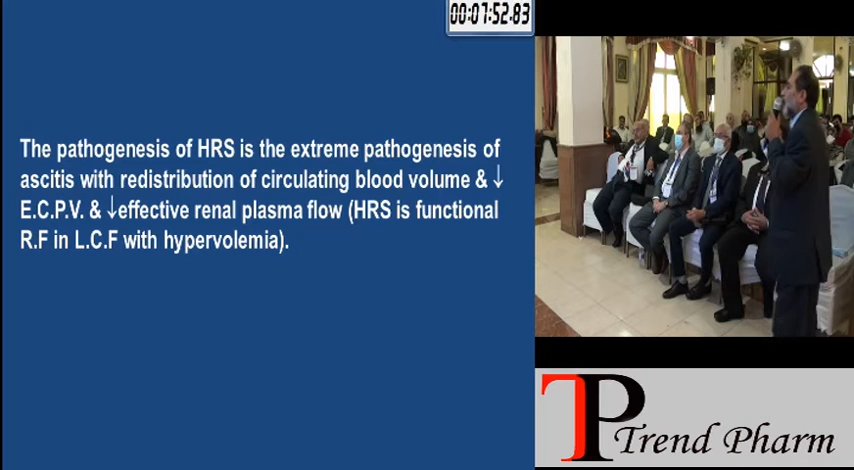 00:07:52.83
The pathogenesis of HRS is the extreme pathogenesis of
ascitis with redistribution of circulating blood volume & ↓
E.C.P.V. & ↓effective renal plasma flow (HRS is functional
R.F in L.C.F with hypervolemia).
TP
Trend Pharm